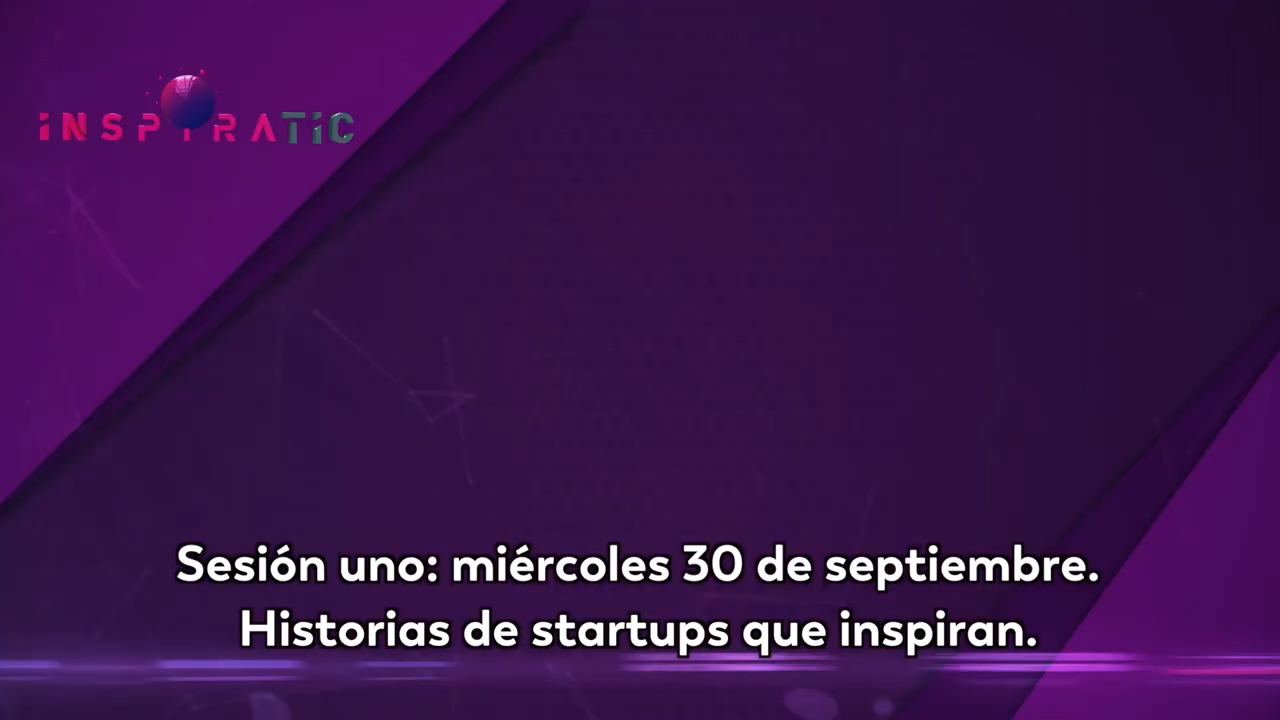 INSPIRATiC
Sesión uno: miércoles 30 de septiembre.
Historias de startups que inspiran.